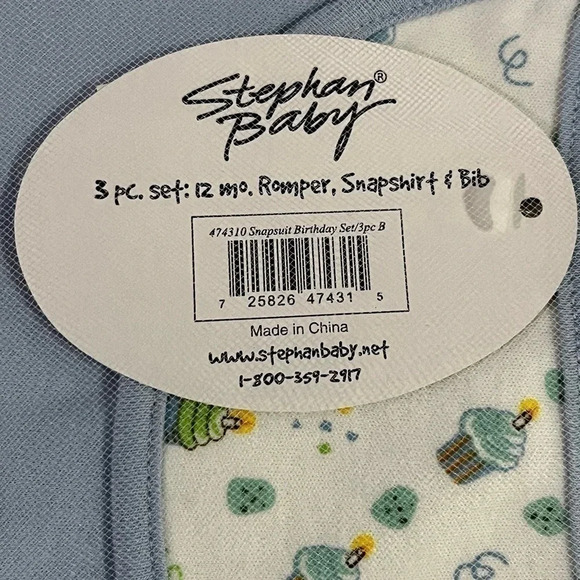 Stephan®
Baby
3 pc. set: 12 mo. Romper, Snapshirt & Bib
474310 Snapsuit Birthday Set/3pc B
7 25826 47431 5
Made in China
www.stephanbaby.net
1-800-359-2917